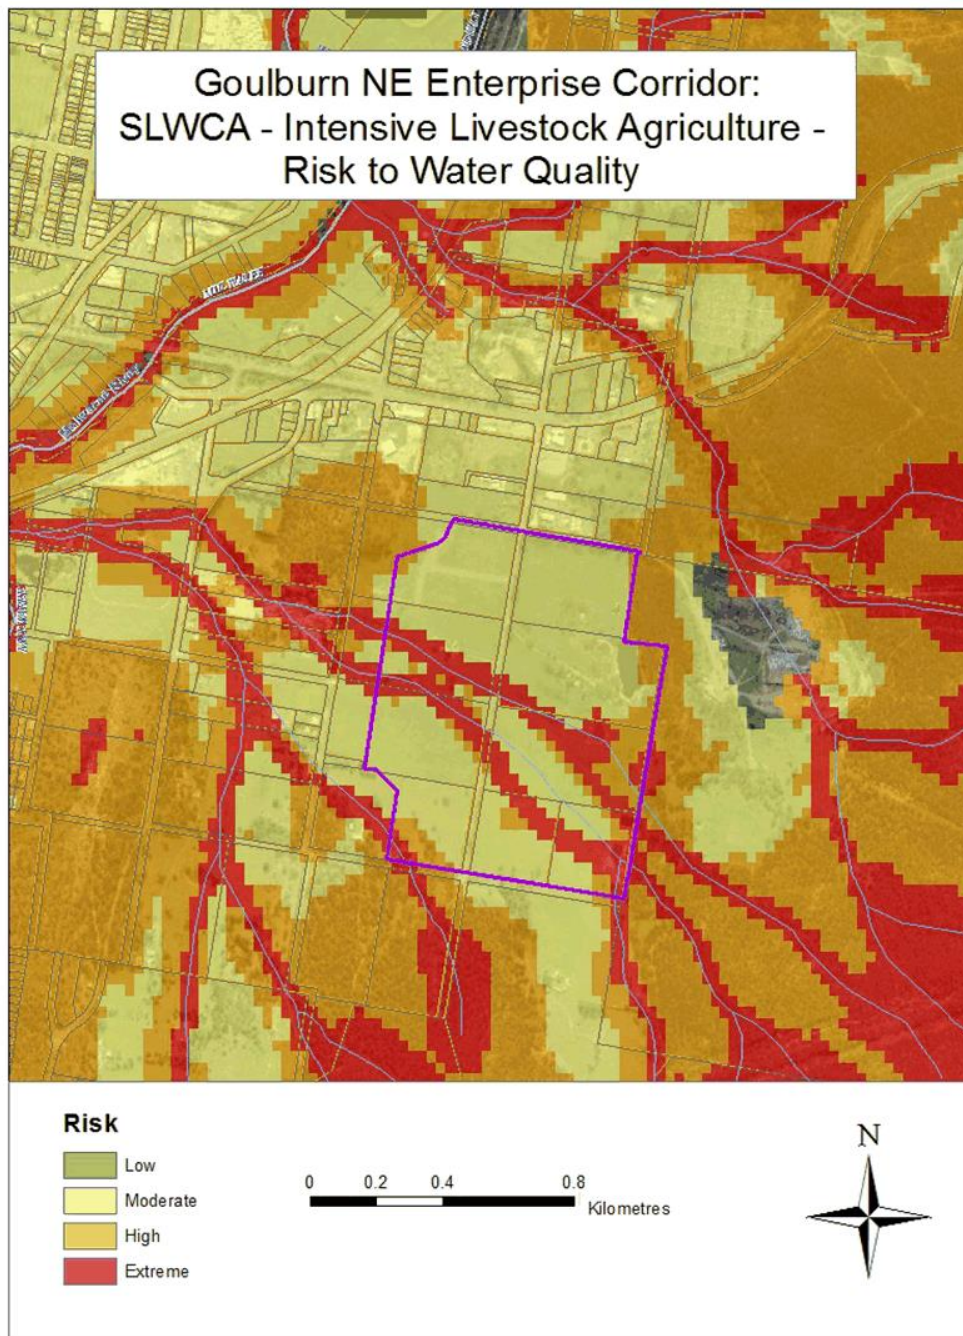 Goulburn NE Enterprise Corridor:
SLWCA - Intensive Livestock Agriculture -
Risk to Water Quality
Risk
Low
Moderate
High
Extreme
0 0.2 0.4 0.8
Kilometres
N